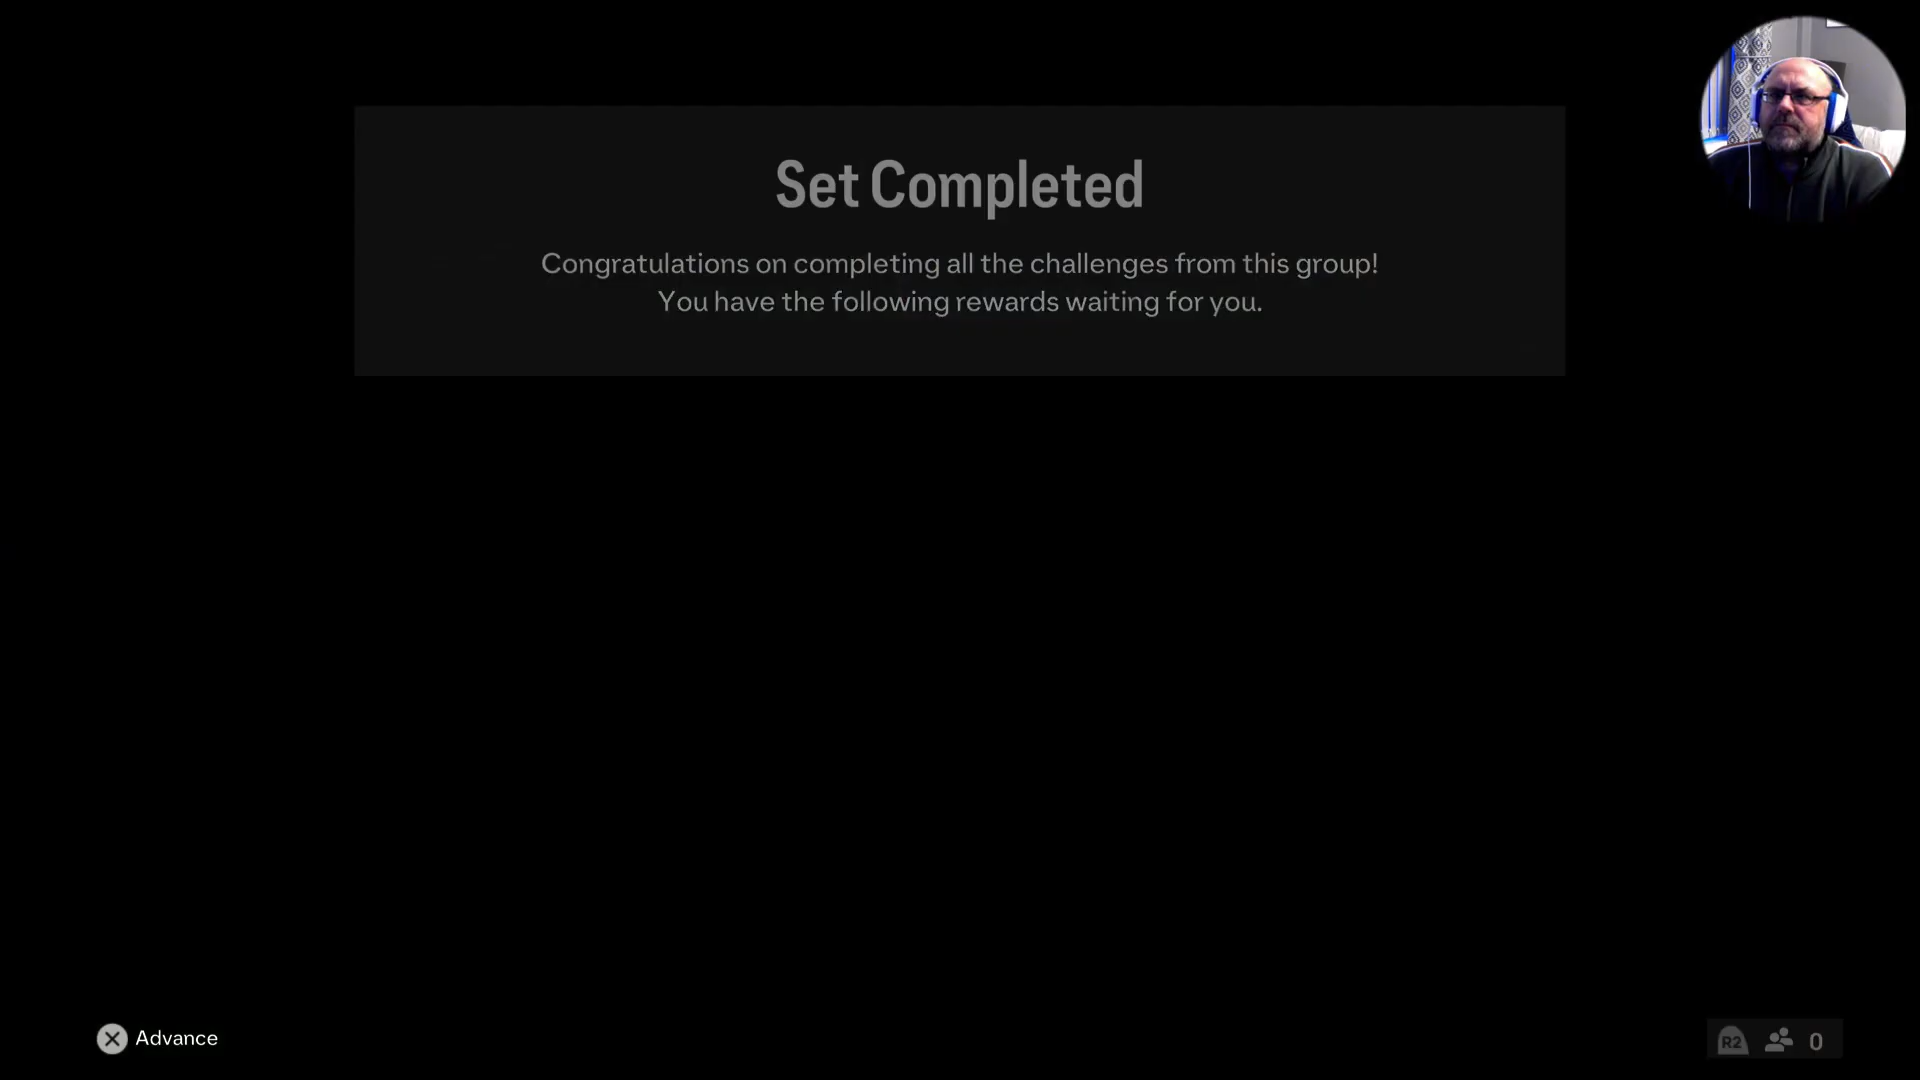 Set Completed
Congratulations on completing all the challenges from this group!
You have the following rewards waiting for you.
Advance
R2 0